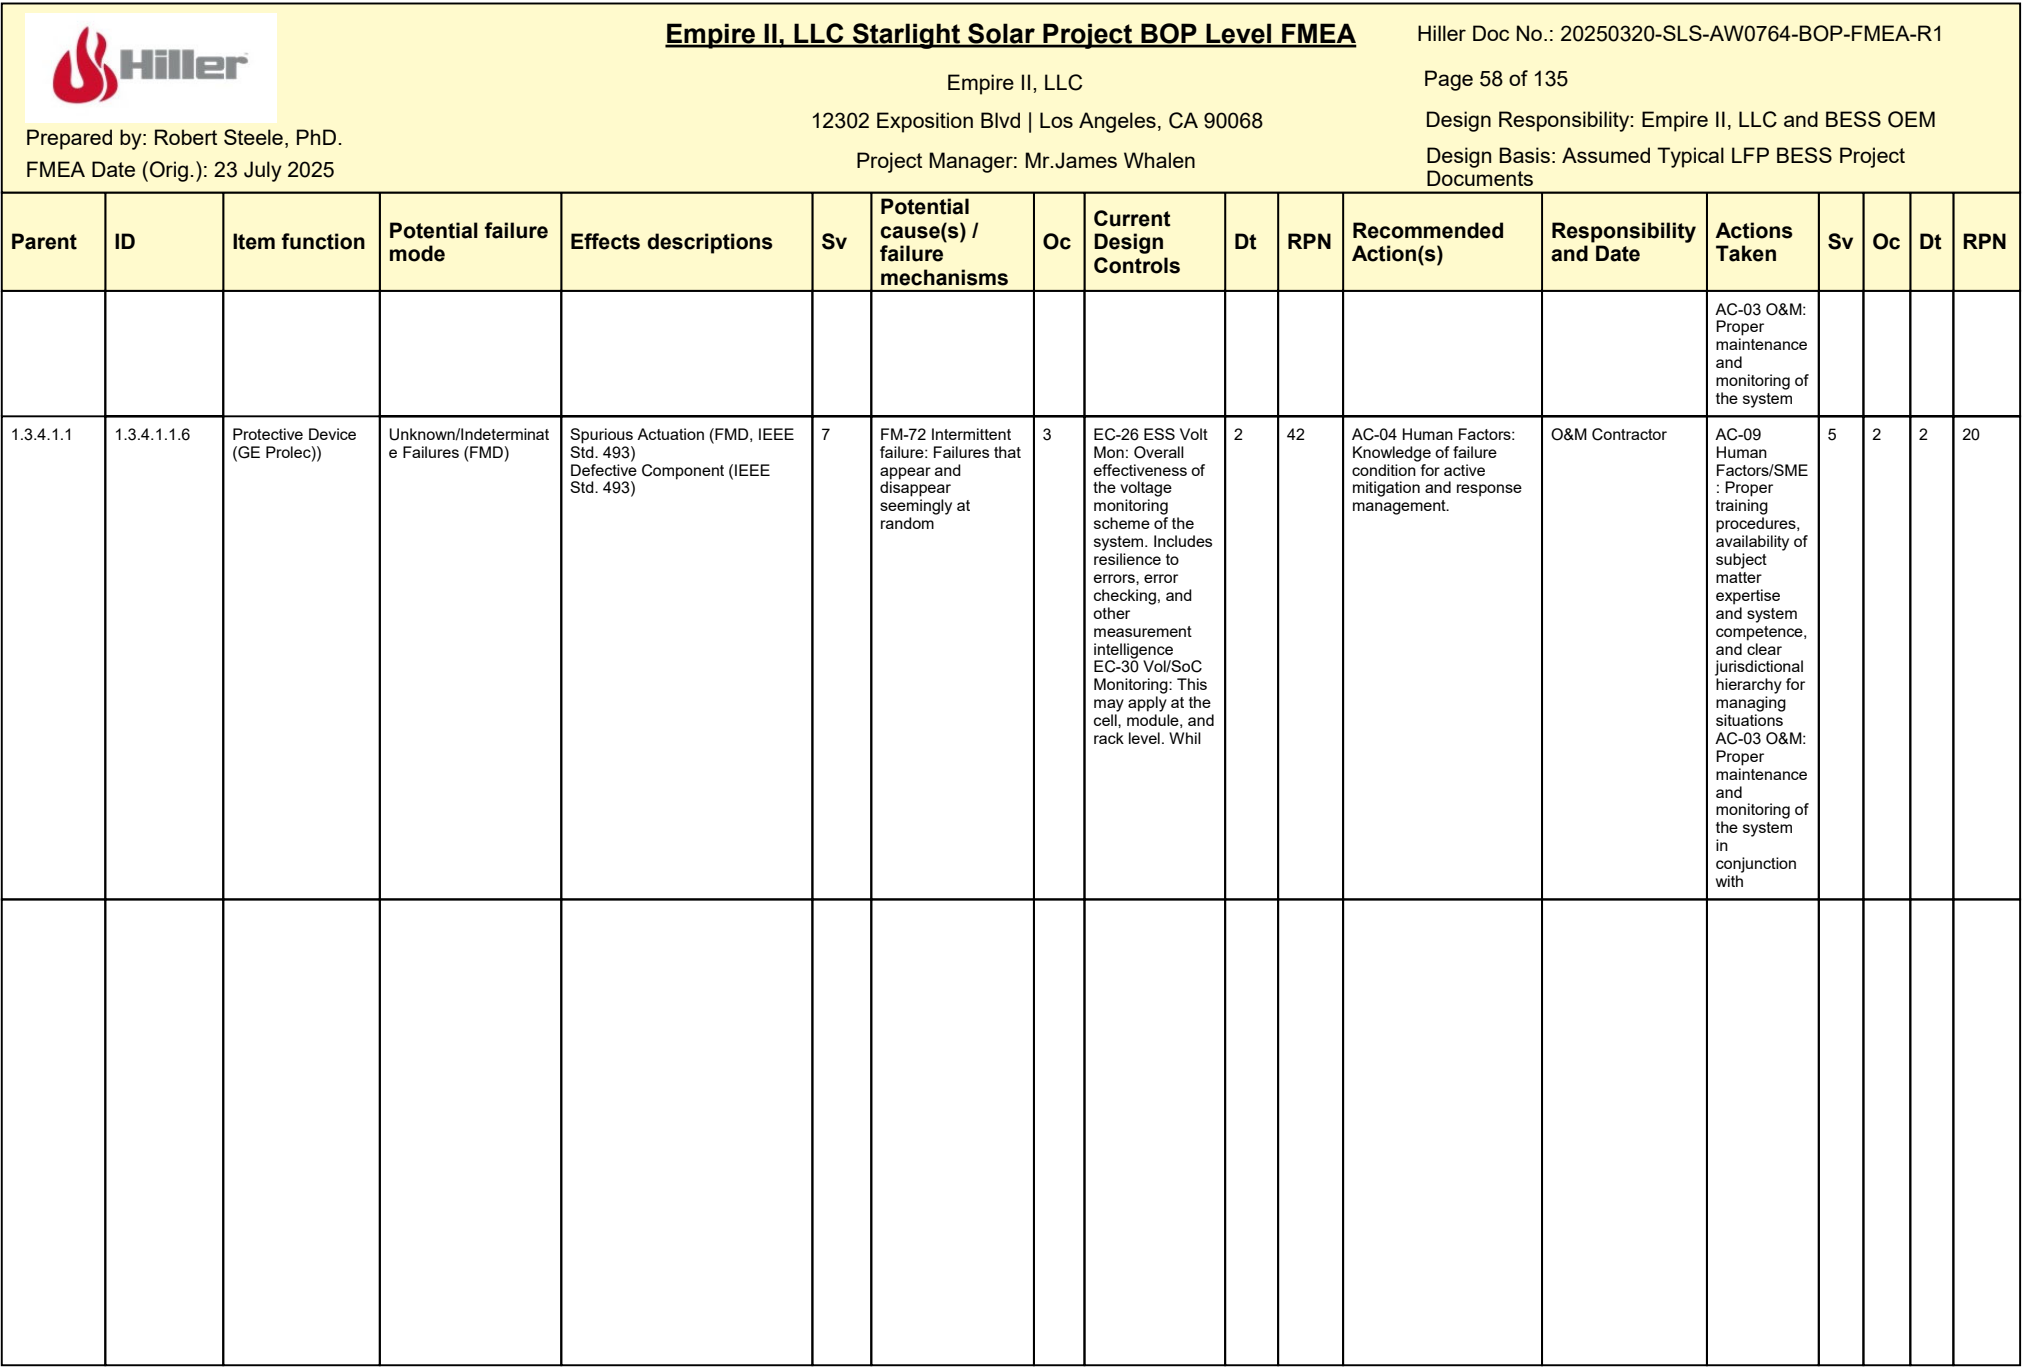 Hiller
Prepared by: Robert Steele, PhD.
FMEA Date (Orig.): 23 July 2025
Empire II, LLC Starlight Solar Project BOP Level FMEA
Empire II, LLC
12302 Exposition Blvd | Los Angeles, CA 90068
Project Manager: Mr.James Whalen
Hiller Doc No.: 20250320-SLS-AW0764-BOP-FMEA-R1
Page 58 of 135
Design Responsibility: Empire II, LLC and BESS OEM
Design Basis: Assumed Typical LFP BESS Project
Documents
Parent
ID
Item function
Potential failure
mode
Effects descriptions
Sv
Potential
cause(s) /
failure
mechanisms
Oc
Current
Design
Controls
Dt
RPN
Recommended
Action(s)
Responsibility
and Date
Actions
Taken
Sv
Oc
Dt
RPN
AC-03 O&M:
Proper
maintenance
and
monitoring of
the system
1.3.4.1.1
1.3.4.1.1.6
Protective Device
(GE Prolec))
Unknown/Indeterminat
e Failures (FMD)
Spurious Actuation (FMD, IEEE
Std. 493)
Defective Component (IEEE
Std. 493)
7
FM-72 Intermittent
failure: Failures that
appear and
disappear
seemingly at
random
3
EC-26 ESS Volt
Mon: Overall
effectiveness of
the voltage
monitoring
scheme of the
system. Includes
resilience to
errors, error
checking, and
other
measurement
intelligence
EC-30 Vol/SoC
Monitoring: This
may apply at the
cell, module, and
rack level. Whil
2
42
AC-04 Human Factors:
Knowledge of failure
condition for active
mitigation and response
management.
O&M Contractor
AC-09
Human
Factors/SME
: Proper
training
procedures,
availability of
subject
matter
expertise
and system
competence,
and clear
jurisdictional
hierarchy for
managing
situations
AC-03 O&M:
Proper
maintenance
and
monitoring of
the system
in
conjunction
with
5
2
2
20